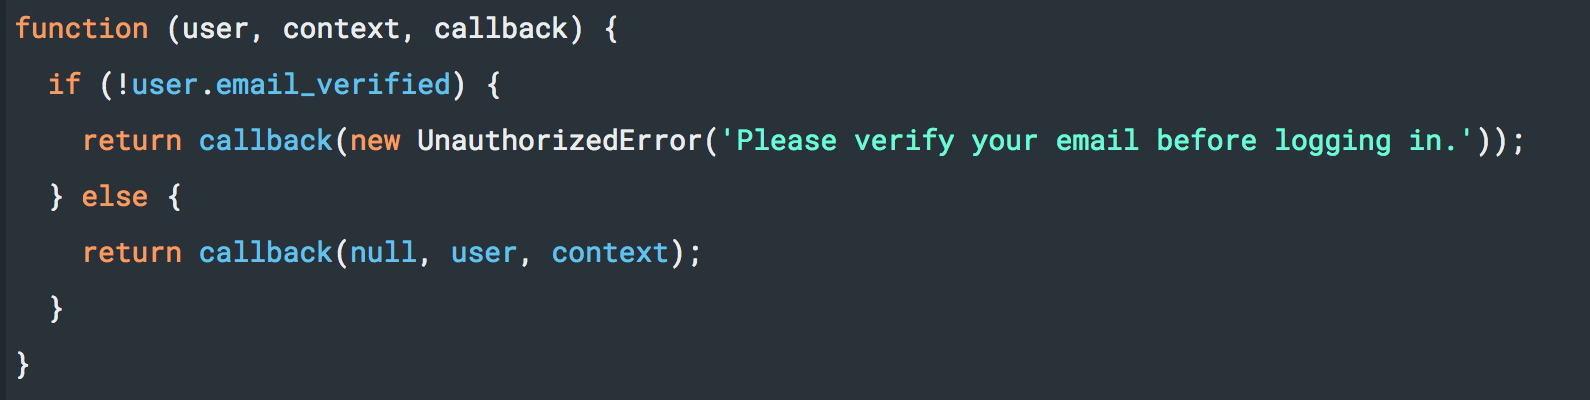 function (user, context, callback) {
  if (!user.email_verified) {
    return callback(new UnauthorizedError('Please verify your email before logging in.'));
  } else {
    return callback(null, user, context);
  }
}